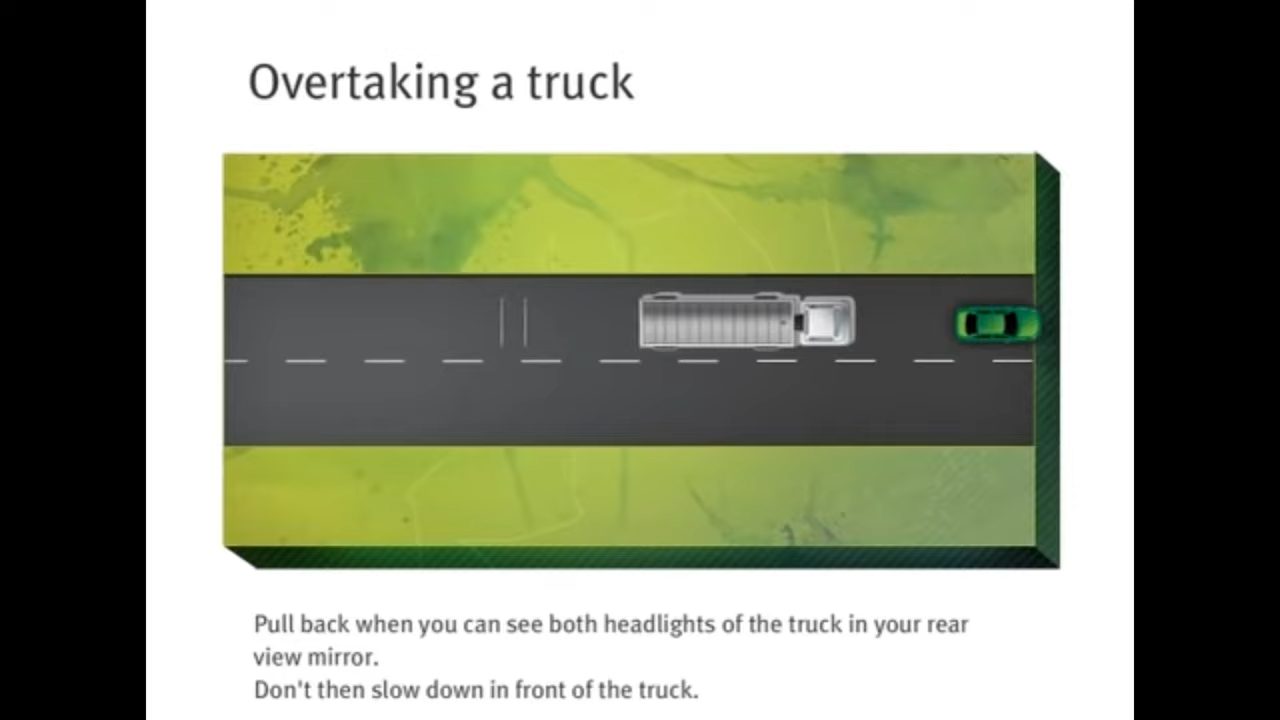 Overtaking a truck
Pull back when you can see both headlights of the truck in your rear
view mirror.
Don't then slow down in front of the truck.